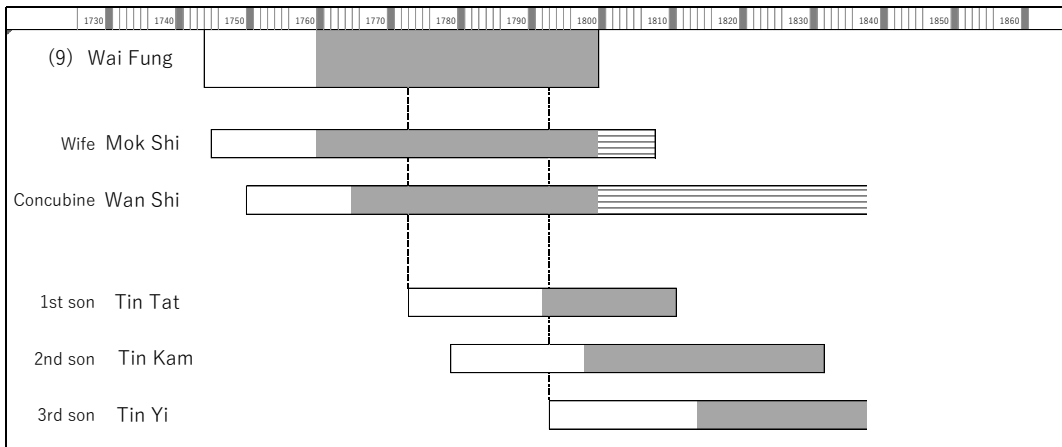 1730 1740 1750 1760 1770 1780 1790 1800 1810 1820 1830 1840 1850 1860
(9) Wai Fung
Wife Mok Shi
Concubine Wan Shi
1st son Tin Tat
2nd son Tin Kam
3rd son Tin Yi